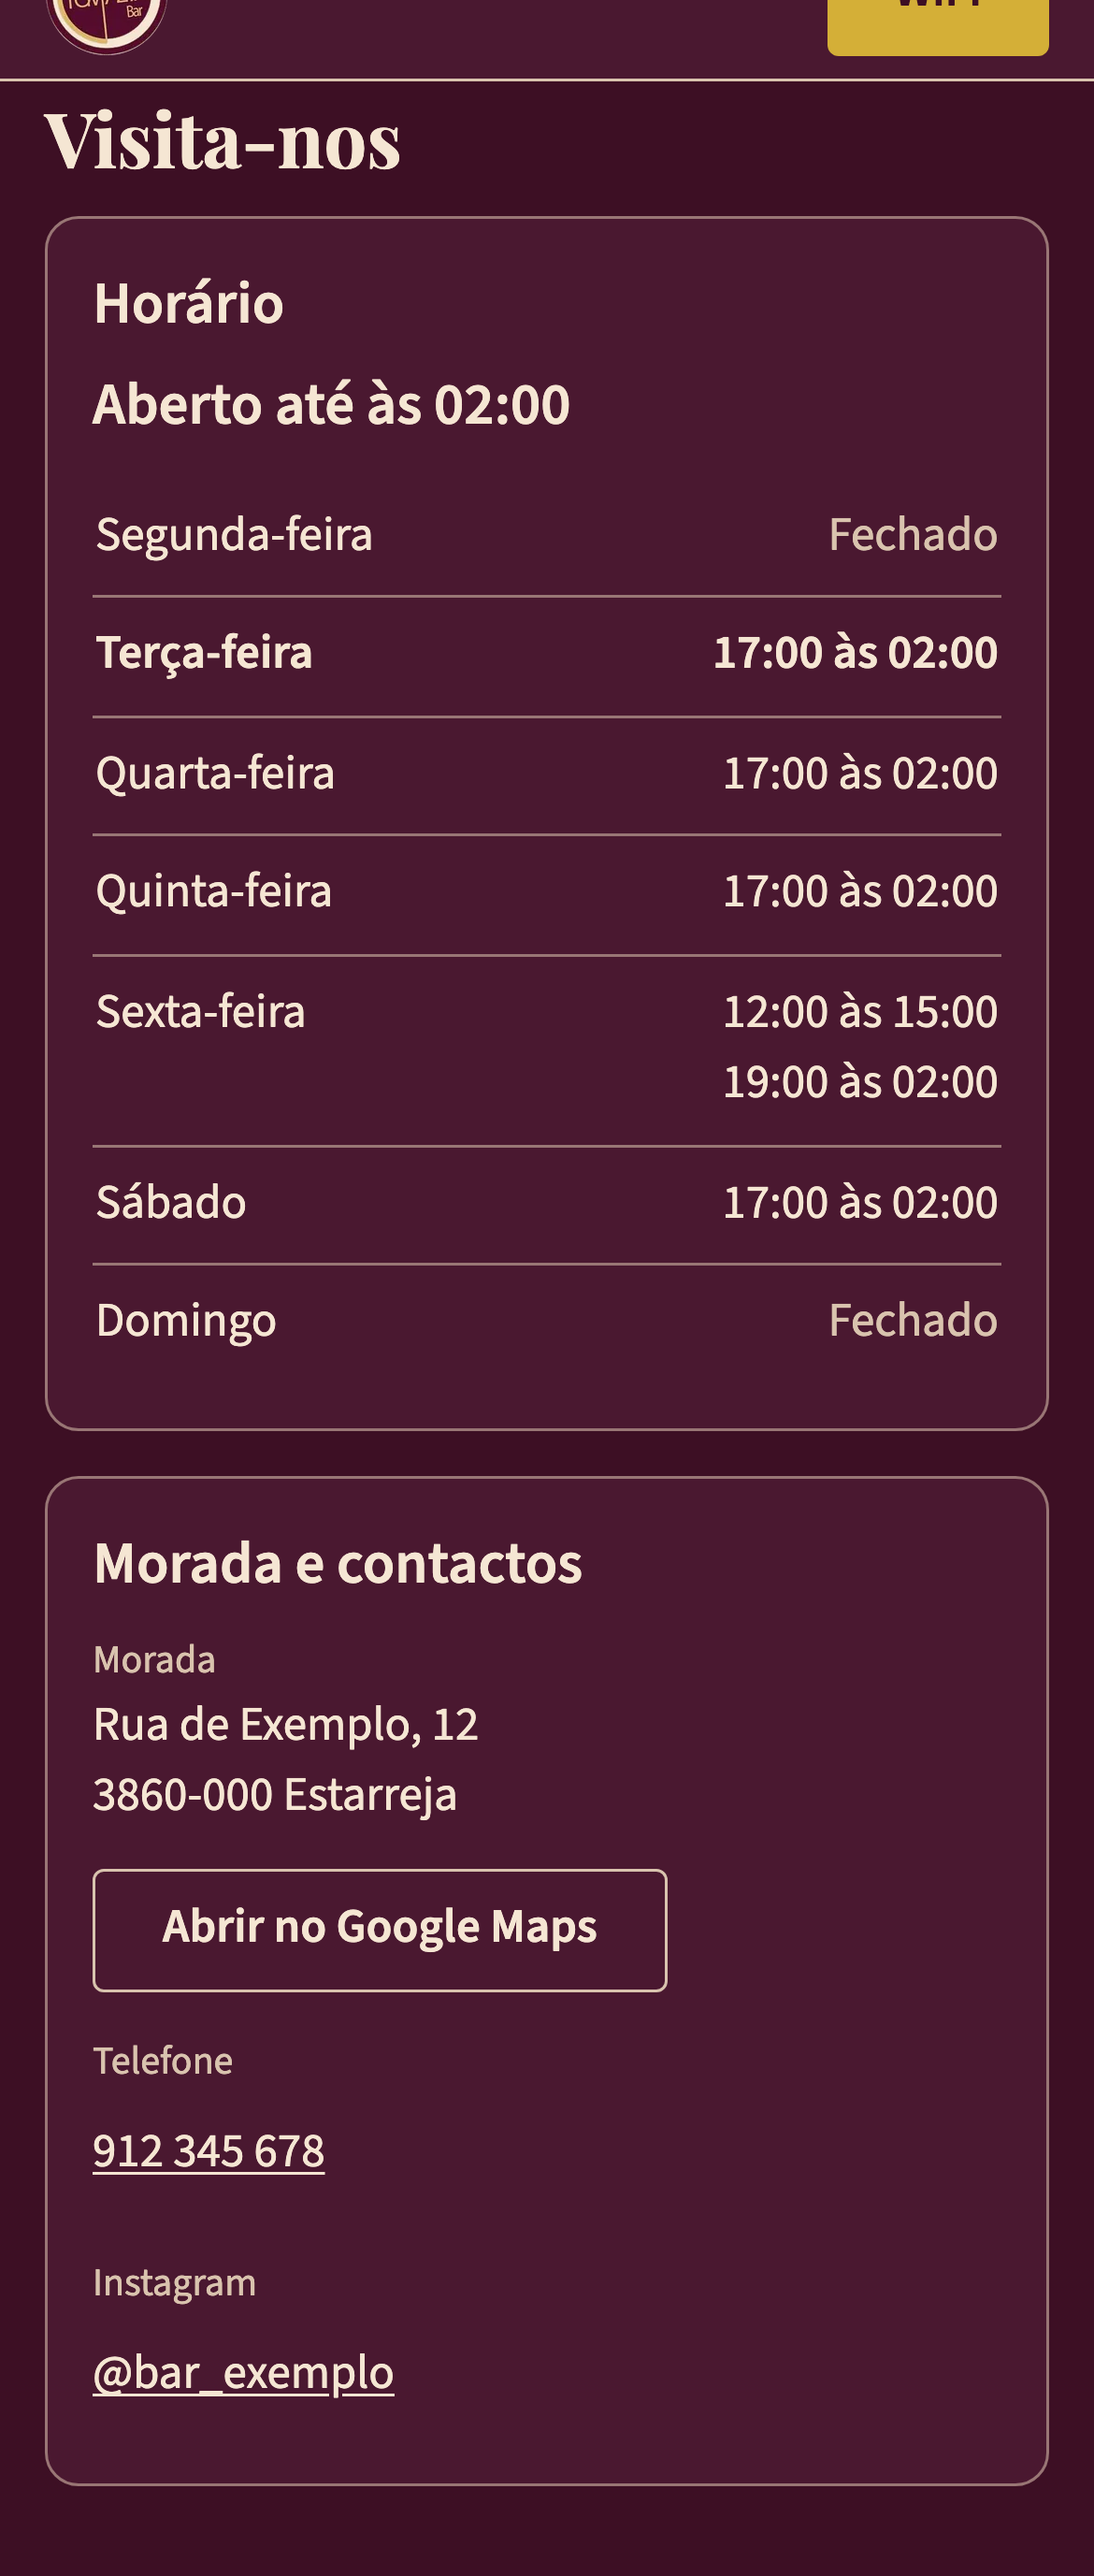 Bar
Visita-nos
Horário
Aberto até às 02:00
Segunda-feira Fechado
Terça-feira 17:00 às 02:00
Quarta-feira 17:00 às 02:00
Quinta-feira 17:00 às 02:00
Sexta-feira 12:00 às 15:00
19:00 às 02:00
Sábado 17:00 às 02:00
Domingo Fechado
Morada e contactos
Morada
Rua de Exemplo, 12
3860-000 Estarreja
Abrir no Google Maps
Telefone
912 345 678
Instagram
@bar_exemplo